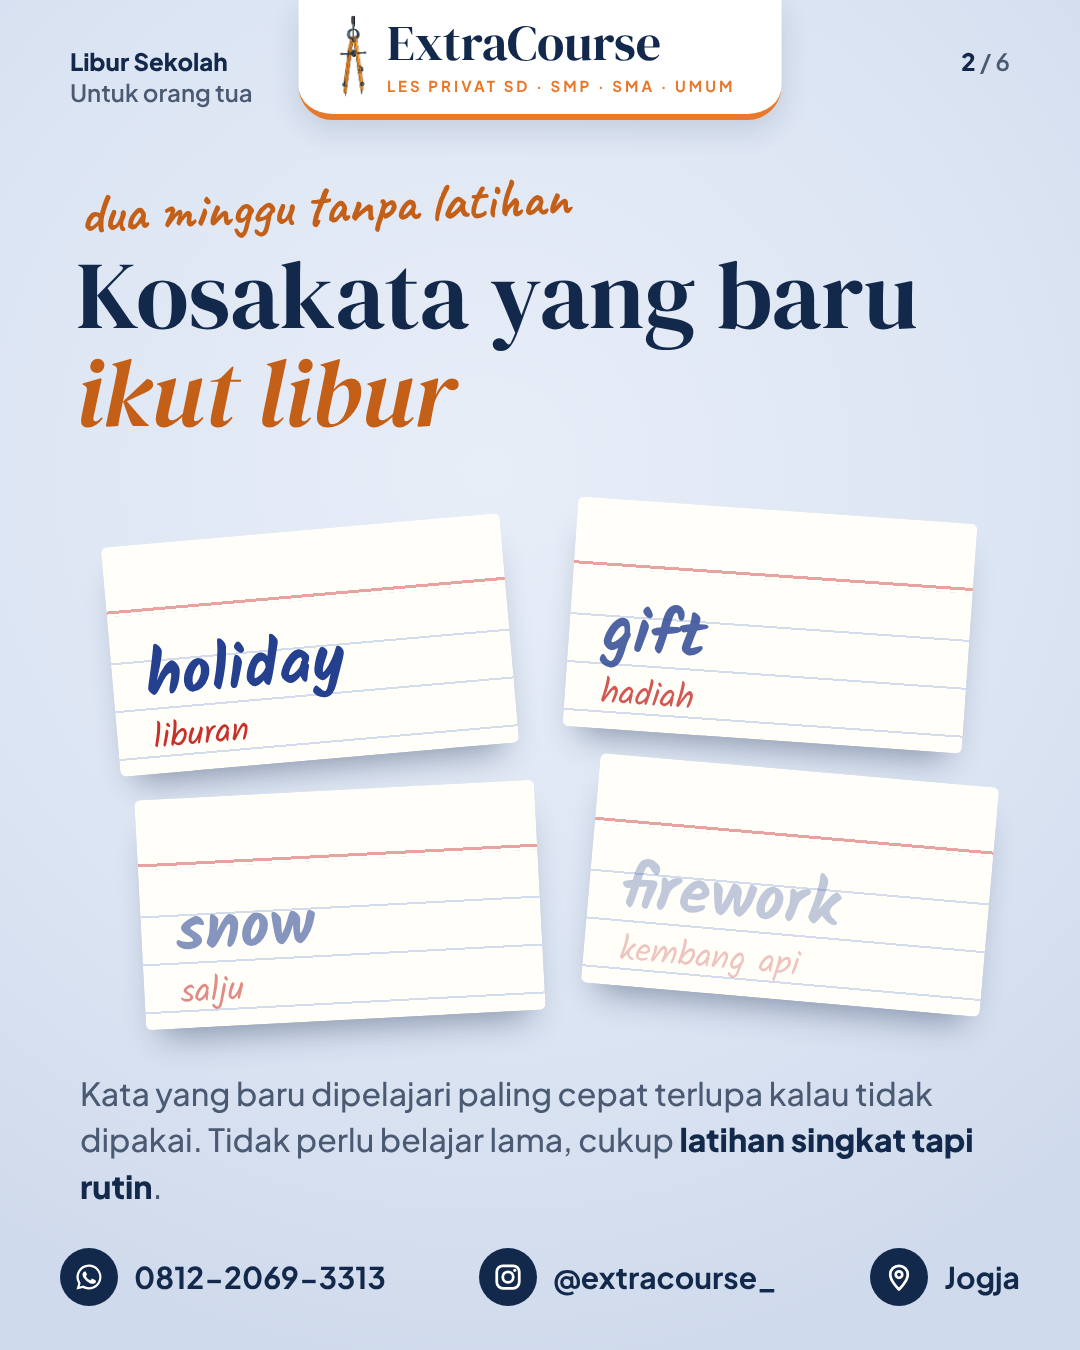 Libur Sekolah
Untuk orang tua
ExtraCourse
LES PRIVAT SD · SMP · SMA · UMUM
2 / 6
dua minggu tanpa latihan
Kosakata yang baru
ikut libur
holiday
liburan
gift
hadiah
snow
salju
firework
kembang api
Kata yang baru dipelajari paling cepat terlupa kalau tidak
dipakai. Tidak perlu belajar lama, cukup latihan singkat tapi
rutin.
0812-2069-3313
@extracourse_
Jogja